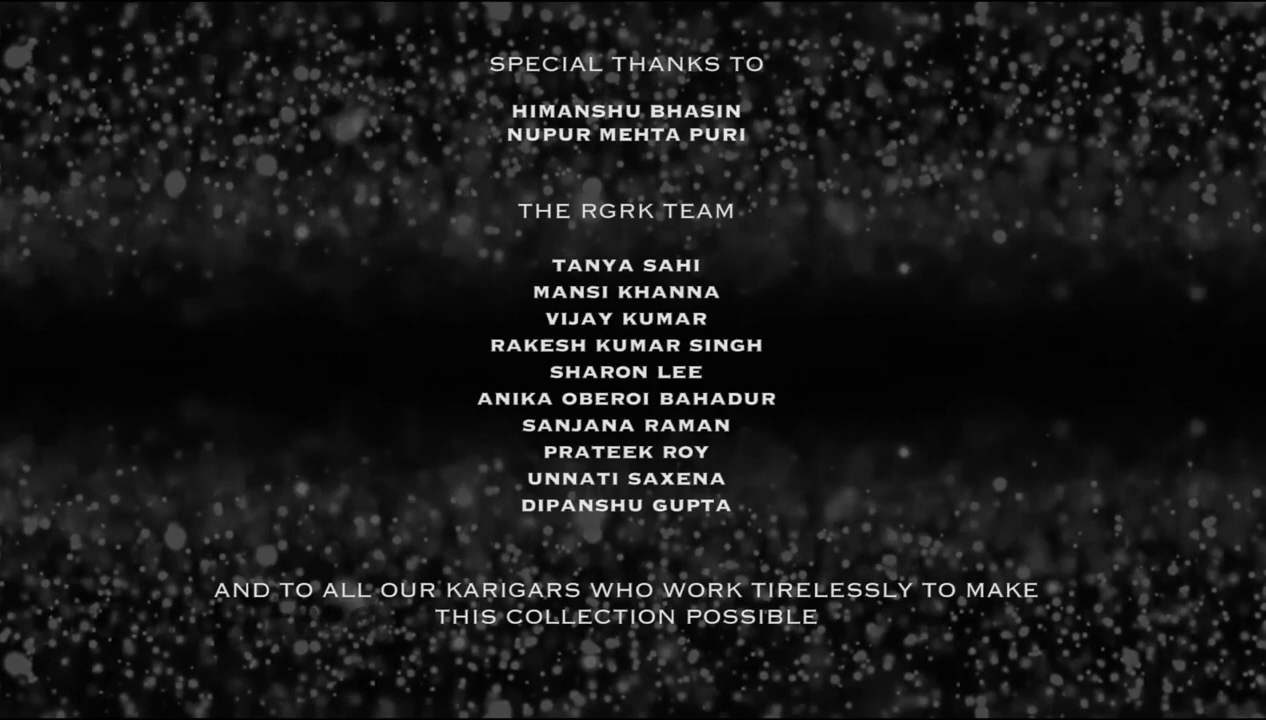 SPECIAL THANKS TO
HIMANSHU BHASIN
NUPUR MEHTA PURI
THE RGRK TEAM
TANYA SAHI
MANSI KHANNA
VIJAY KUMAR
RAKESH KUMAR SINGH
SHARON LEE
ANIKA OBEROI BAHADUR
SANJANA RAMAN
PRATEEK ROY
UNNATI SAXENA
DIPANSHU GUPTA
AND TO ALL OUR KARIGARS WHO WORK TIRELESSLY TO MAKE
THIS COLLECTION POSSIBLE